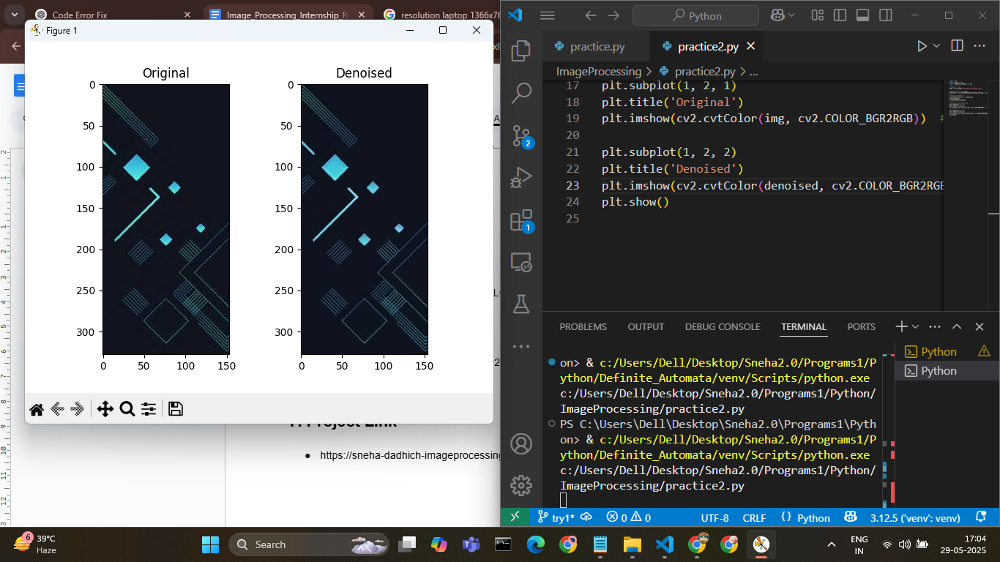 Code Error Fix
Image_Processing_Internship_R
resolution laptop 1366x76
Figure 1
Original
Denoised
0
50
100
150
200
250
300
0
50
100
150
0
50
100
150
200
250
300
0
50
100
150
7. Project Link
https://sneha-dadhich-imageprocessing
Python
practice.py
practice2.py
ImageProcessing > practice2.py > ...
17 plt.subplot(1, 2, 1)
18 plt.title('Original')
19 plt.imshow(cv2.cvtColor(img, cv2.COLOR_BGR2RGB)) #
20
21 plt.subplot(1, 2, 2)
22 plt.title('Denoised')
23 plt.imshow(cv2.cvtColor(denoised, cv2.COLOR_BGR2RGB
24 plt.show()
25
2
1
PROBLEMS OUTPUT DEBUG CONSOLE TERMINAL PORTS
on> & c:/Users/Dell/Desktop/Sneha2.0/Programs1/P
ython/Definite_Automata/venv/Scripts/python.exe
c:/Users/Dell/Desktop/Sneha2.0/Programs1/Python/
ImageProcessing/practice2.py
PS C:\Users\Dell\Desktop\Sneha2.0\Programs1\Pyth
on> & c:/Users/Dell/Desktop/Sneha2.0/Programs1/P
ython/Definite_Automata/venv/Scripts/python.exe
c:/Users/Dell/Desktop/Sneha2.0/Programs1/Python/
ImageProcessing/practice2.py
Python
Python
try1* 0 0 UTF-8 CRLF {} Python 3.12.5 ('venv': venv)
6
39°C
Haze
Search
ENG
IN
17:04
29-05-2025